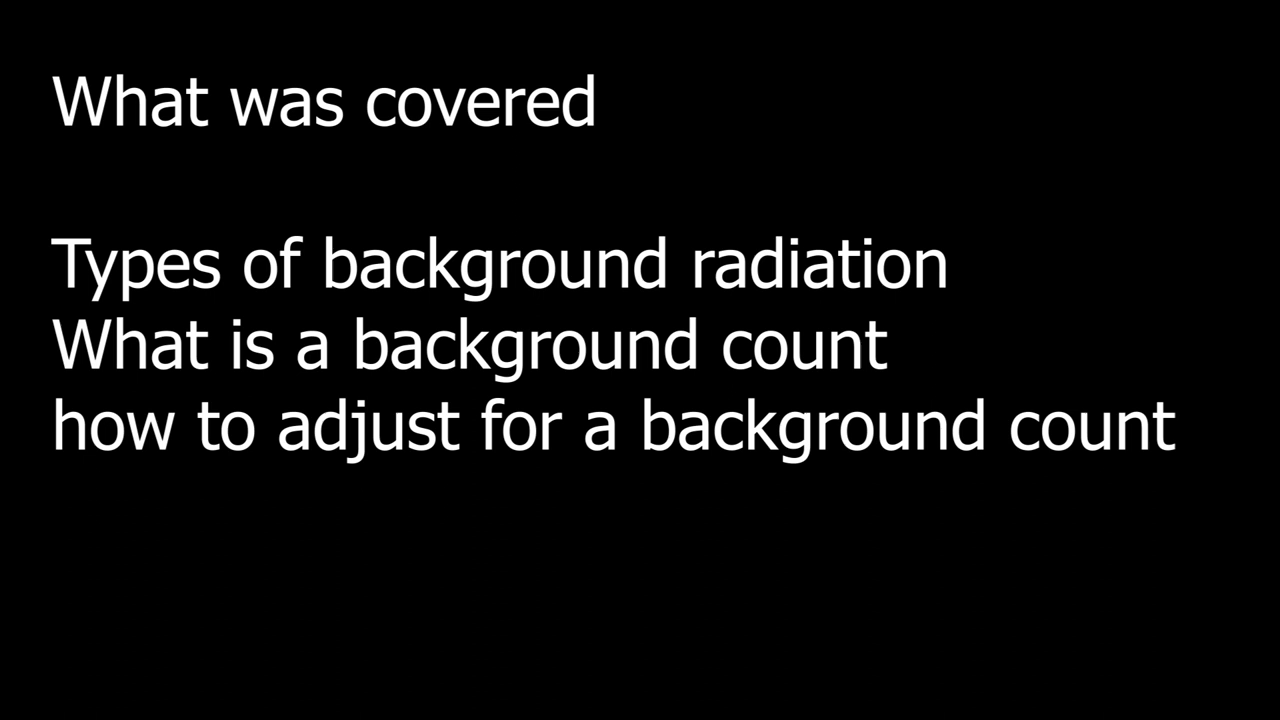 What was covered
Types of background radiation
What is a background count
how to adjust for a background count